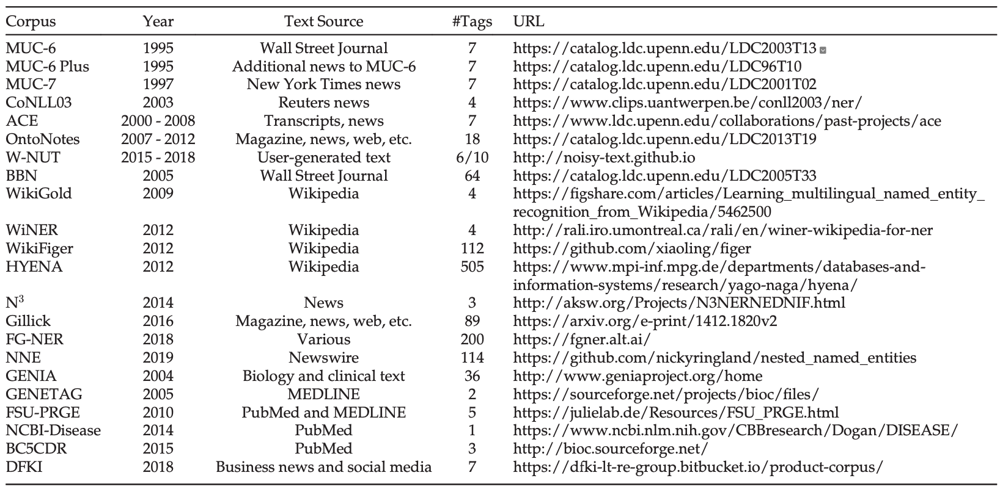 Corpus Year Text Source #Tags URL
MUC-6 1995 Wall Street Journal 7 https://catalog.ldc.upenn.edu/LDC2003T13
MUC-6 Plus 1995 Additional news to MUC-6 7 https://catalog.ldc.upenn.edu/LDC96T10
MUC-7 1997 New York Times news 7 https://catalog.ldc.upenn.edu/LDC2001T02
CoNLL03 2003 Reuters news 4 https://www.clips.uantwerpen.be/conll2003/ner/
ACE 2000 - 2008 Transcripts, news 7 https://www.ldc.upenn.edu/collaborations/past-projects/ace
OntoNotes 2007 - 2012 Magazine, news, web, etc. 18 https://catalog.ldc.upenn.edu/LDC2013T19
W-NUT 2015 - 2018 User-generated text 6/10 http://noisy-text.github.io
BBN 2005 Wall Street Journal 64 https://catalog.ldc.upenn.edu/LDC2005T33
WikiGold 2009 Wikipedia 4 https://figshare.com/articles/Learning_multilingual_named_entity_
recognition_from_Wikipedia/5462500
WiNER 2012 Wikipedia 4 http://rali.iro.umontreal.ca/rali/en/winer-wikipedia-for-ner
WikiFiger 2012 Wikipedia 112 https://github.com/xiaoling/figer
HYENA 2012 Wikipedia 505 https://www.mpi-inf.mpg.de/departments/databases-and-
information-systems/research/yago-naga/hyena/
N³ 2014 News 3 http://aksw.org/Projects/N3NERNEDNIF.html
Gillick 2016 Magazine, news, web, etc. 89 https://arxiv.org/e-print/1412.1820v2
FG-NER 2018 Various 200 https://fgner.alt.ai/
NNE 2019 Newswire 114 https://github.com/nickyringland/nested_named_entities
GENIA 2004 Biology and clinical text 36 http://www.geniaproject.org/home
GENETAG 2005 MEDLINE 2 https://sourceforge.net/projects/bioc/files/
FSU-PRGE 2010 PubMed and MEDLINE 5 https://julielab.de/Resources/FSU_PRGE.html
NCBI-Disease 2014 PubMed 1 https://www.ncbi.nlm.nih.gov/CBBresearch/Dogan/DISEASE/
BC5CDR 2015 PubMed 3 http://bioc.sourceforge.net/
DFKI 2018 Business news and social media 7 https://dfki-lt-re-group.bitbucket.io/product-corpus/